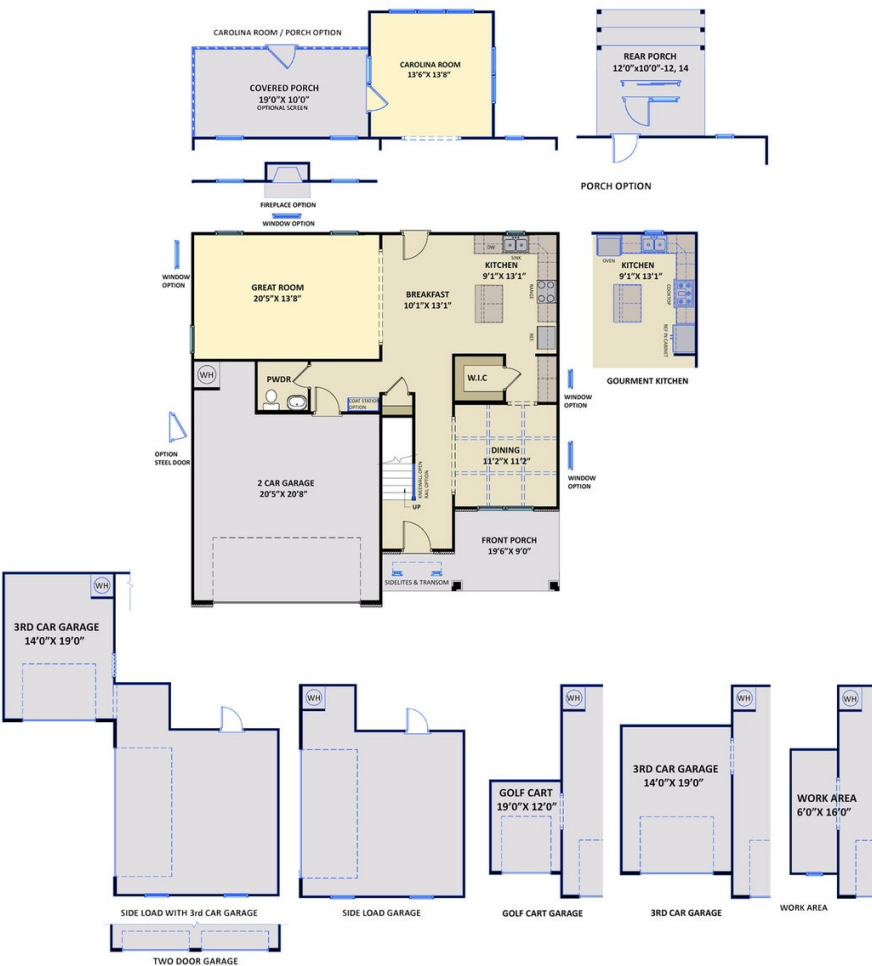 CAROLINA ROOM / PORCH OPTION
COVERED PORCH
19'0"X 10'0"
OPTIONAL SCREEN
CAROLINA ROOM
13'6"X 13'8"
REAR PORCH
12'0"x10'0"-12, 14
PORCH OPTION
FIREPLACE OPTION
WINDOW OPTION
WINDOW
OPTION
GREAT ROOM
20'5"X 13'8"
BREAKFAST
10'1"X 13'1"
DW
SINK
KITCHEN
9'1"X 13'1"
RANGE
REF.
OVEN
KITCHEN
9'1"X 13'1"
COOKTOP
REF IN CABINET
GOURMENT KITCHEN
WH
PWDR
COAT STATION
OPTION
W.I.C
WINDOW
OPTION
OPTION
STEEL DOOR
2 CAR GARAGE
20'5"X 20'8"
KNEEWALL OPEN
RAIL OPTION
UP
DINING
11'2"X 11'2"
WINDOW
OPTION
FRONT PORCH
19'6"X 9'0"
SIDELITES & TRANSOM
WH
3RD CAR GARAGE
14'0"X 19'0"
SIDE LOAD WITH 3rd CAR GARAGE
TWO DOOR GARAGE
WH
SIDE LOAD GARAGE
WH
GOLF CART
19'0"X 12'0"
GOLF CART GARAGE
WH
3RD CAR GARAGE
14'0"X 19'0"
3RD CAR GARAGE
WH
WORK AREA
6'0"X 16'0"
WORK AREA